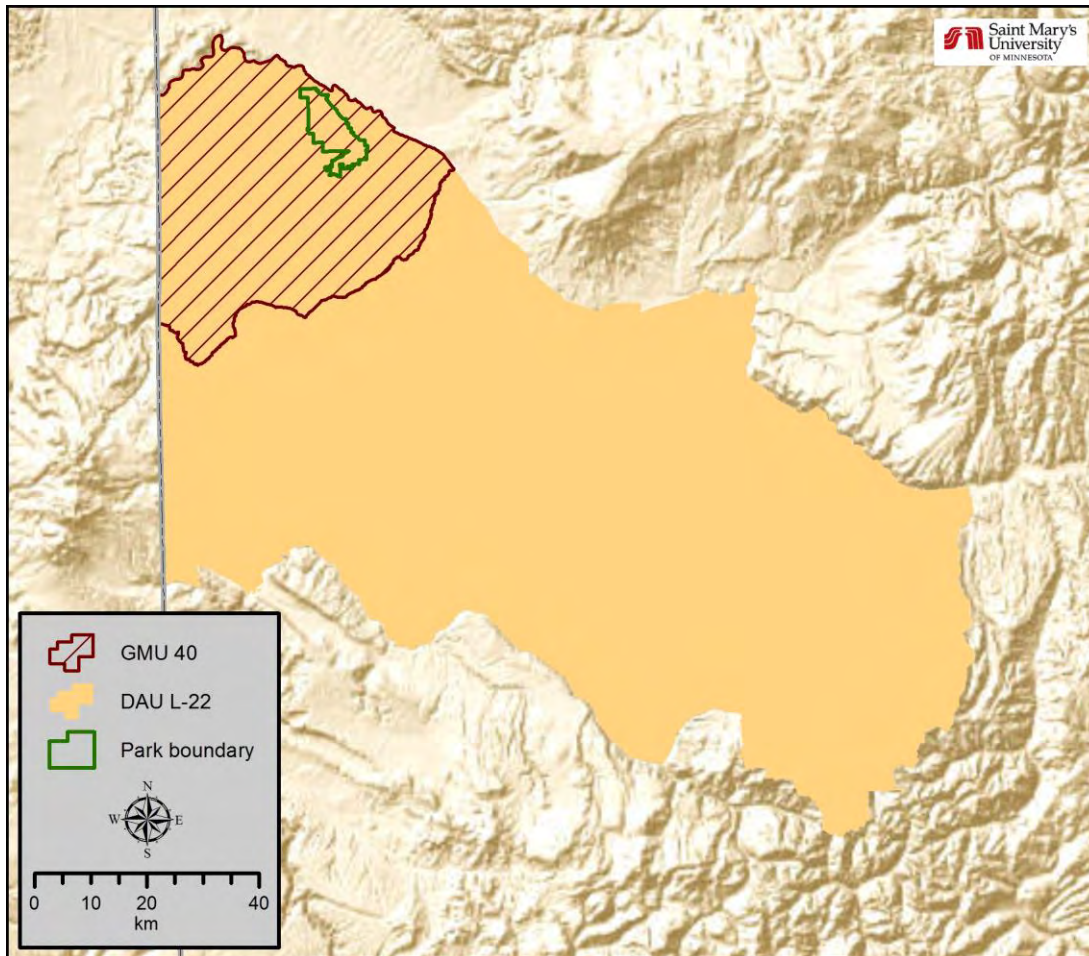 Saint Mary's
University
OF MINNESOTA
GMU 40
DAU L-22
Park boundary
N
W E
S
0 10 20 40
km